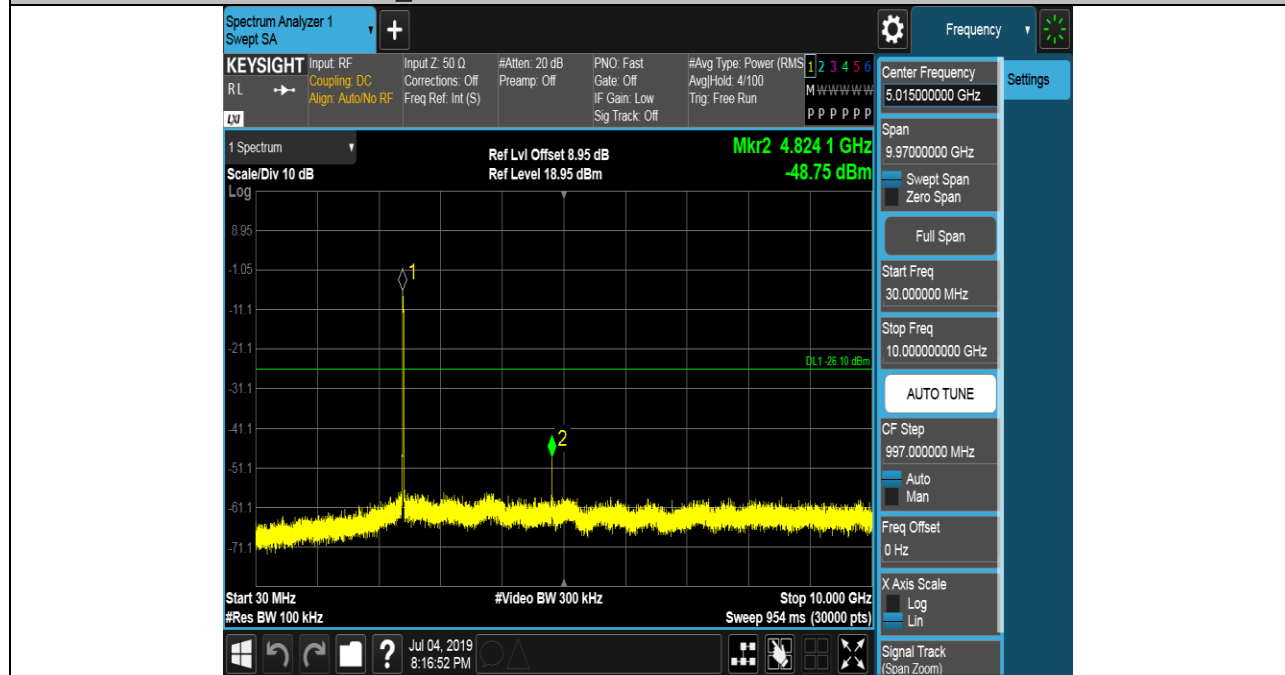 Spectrum Analyzer 1
Swept SA
+
Frequency
KEYSIGHT
R L
LXI
Input: RF
Coupling: DC
Align: Auto/No RF
Input Z: 50 Ω
Corrections: Off
Freq Ref: Int (S)
#Atten: 20 dB
Preamp: Off
PNO: Fast
Gate: Off
IF Gain: Low
Sig Track: Off
#Avg Type: Power (RMS
Avg|Hold: 4/100
Trig: Free Run
1 2 3 4 5 6
M W W W W W
P P P P P P
1 Spectrum
Scale/Div 10 dB
Ref Lvl Offset 8.95 dB
Ref Level 18.95 dBm
Mkr2 4.824 1 GHz
-48.75 dBm
Log
8.95
-1.05
-11.1
-21.1
-31.1
-41.1
-51.1
-61.1
-71.1
1
2
DL1 -26.10 dBm
Start 30 MHz
#Res BW 100 kHz
#Video BW 300 kHz
Stop 10.000 GHz
Sweep 954 ms (30000 pts)
Jul 04, 2019
8:16:52 PM
?
Settings
Center Frequency
5.015000000 GHz
Span
9.97000000 GHz
Swept Span
Zero Span
Full Span
Start Freq
30.000000 MHz
Stop Freq
10.000000000 GHz
AUTO TUNE
CF Step
997.000000 MHz
Auto
Man
Freq Offset
0 Hz
X Axis Scale
Log
Lin
Signal Track
(Span Zoom)